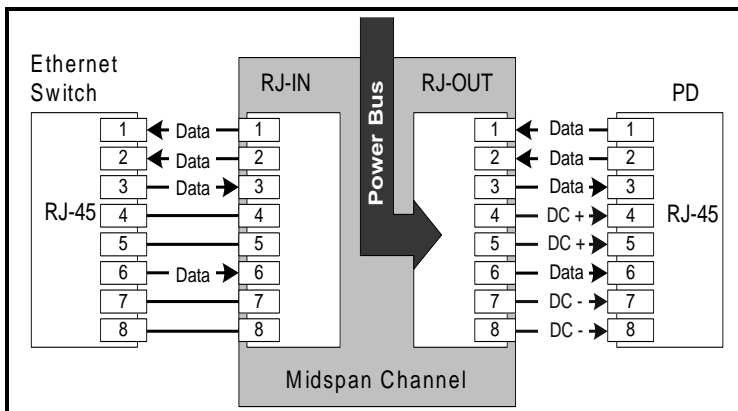 Ethernet
Switch
RJ-IN
Power Bus
RJ-OUT
PD
1 Data 1
2 Data 2
3 Data 3
4 4
5 5
6 Data 6
7 7
8 8
RJ-45
1 Data 1
2 Data 2
3 Data 3
4 DC + 4
5 DC + 5
6 Data 6
7 DC - 7
8 DC - 8
RJ-45
Midspan Channel